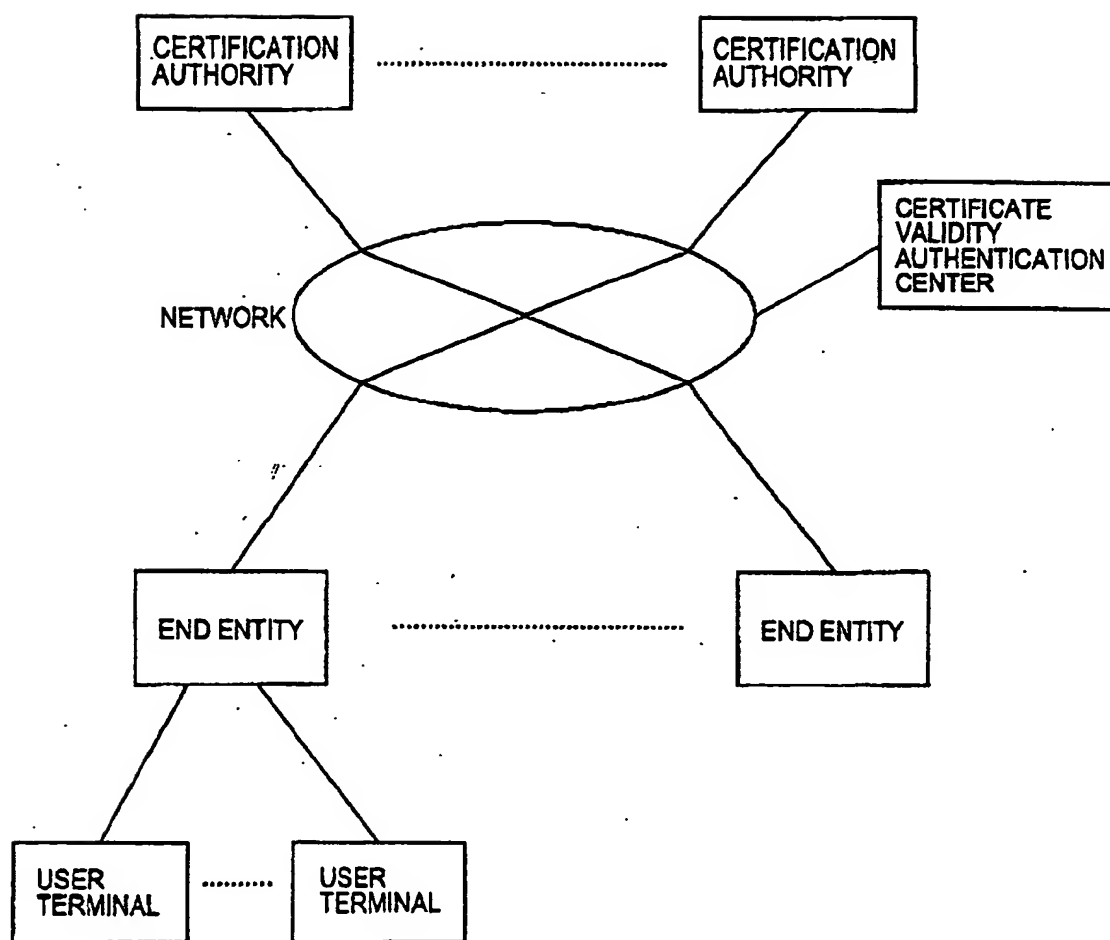 CERTIFICATION
AUTHORITY
CERTIFICATION
AUTHORITY
CERTIFICATE
VALIDITY
AUTHENTICATION
CENTER
NETWORK
END ENTITY
END ENTITY
USER
TERMINAL
USER
TERMINAL